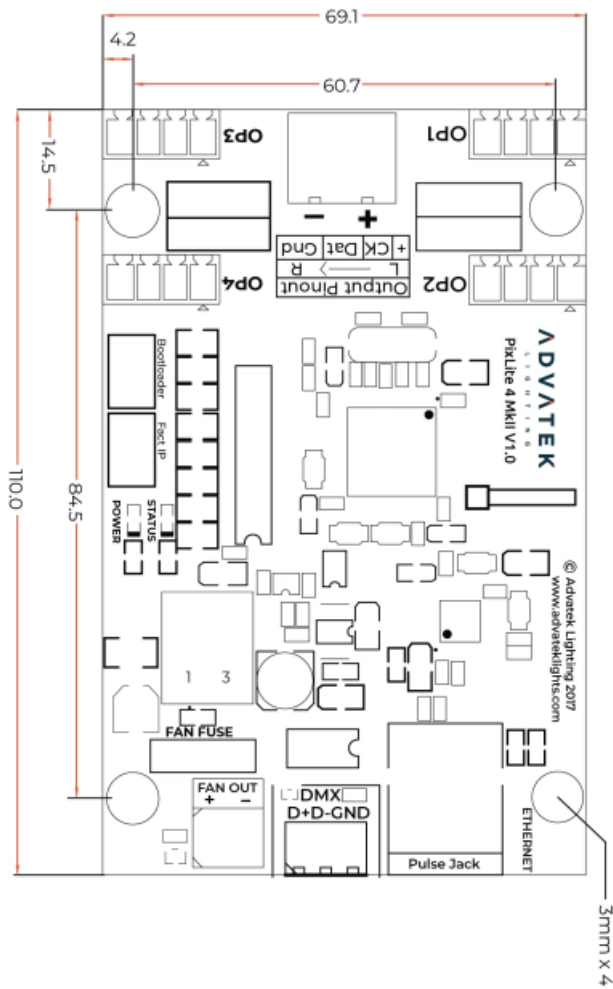 69.1
4.2
60.7
14.5
84.5
110.0
OP3
OP1
- +
+ CK Dat Gnd
L > R
Output Pinout
OP4
OP2
ADVATEK
LIGHTING
PixLite 4 MkII V1.0
Bootloader
Fact IP
STATUS
POWER
© Advatek Lighting 2017
www.advateklights.com
1 3
FAN FUSE
FAN OUT
+ -
DMX
D+D-GND
Pulse Jack
ETHERNET
3mm x 4